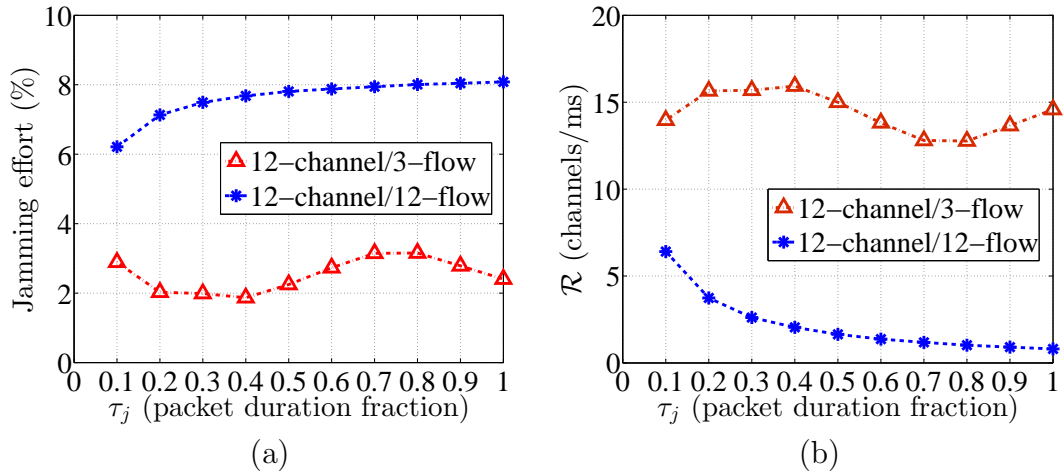 10
8
6
4
2
0
Jamming effort (%)
12−channel/3−flow
12−channel/12−flow
0 0.1 0.2 0.3 0.4 0.5 0.6 0.7 0.8 0.9 1
τj (packet duration fraction)
(a)
20
15
10
5
0
R (channels/ms)
12−channel/3−flow
12−channel/12−flow
0 0.1 0.2 0.3 0.4 0.5 0.6 0.7 0.8 0.9 1
τj (packet duration fraction)
(b)